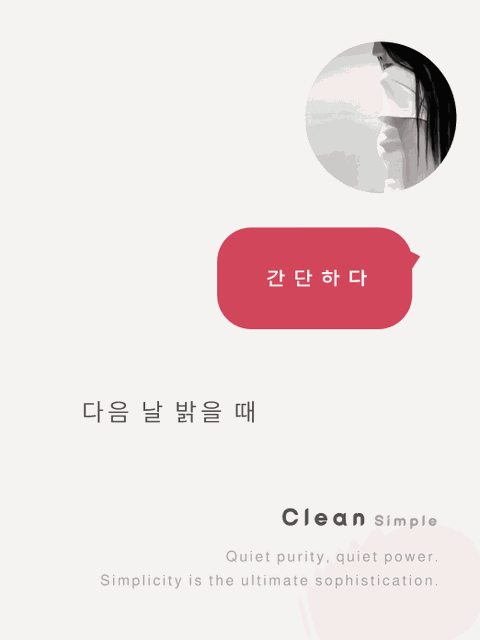 간단하다
다음 날 밝을 때
Clean Simple
Quiet purity, quiet power.
Simplicity is the ultimate sophistication.